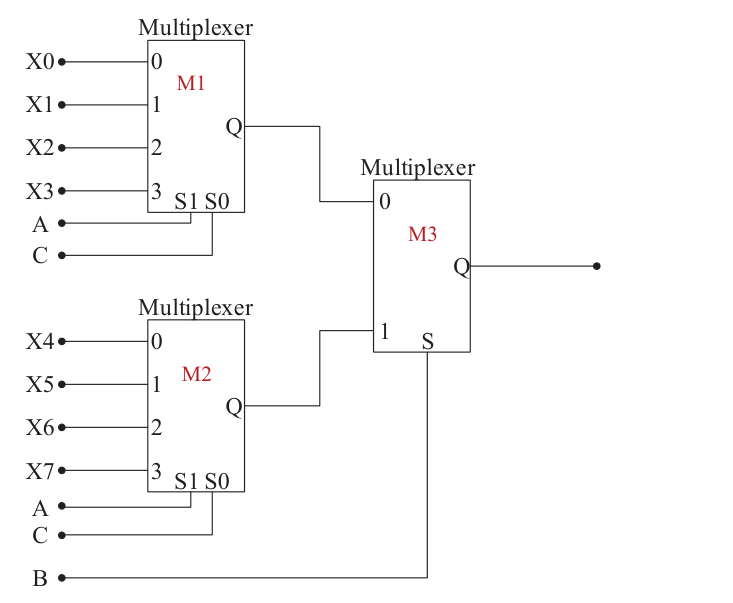 Multiplexer
X0 0
M1
X1 1
Q
X2 2
X3 3
S1 S0
A
C
Multiplexer
0
M3
Q
1
S
Multiplexer
X4 0
M2
X5 1
Q
X6 2
X7 3
S1 S0
A
C
B